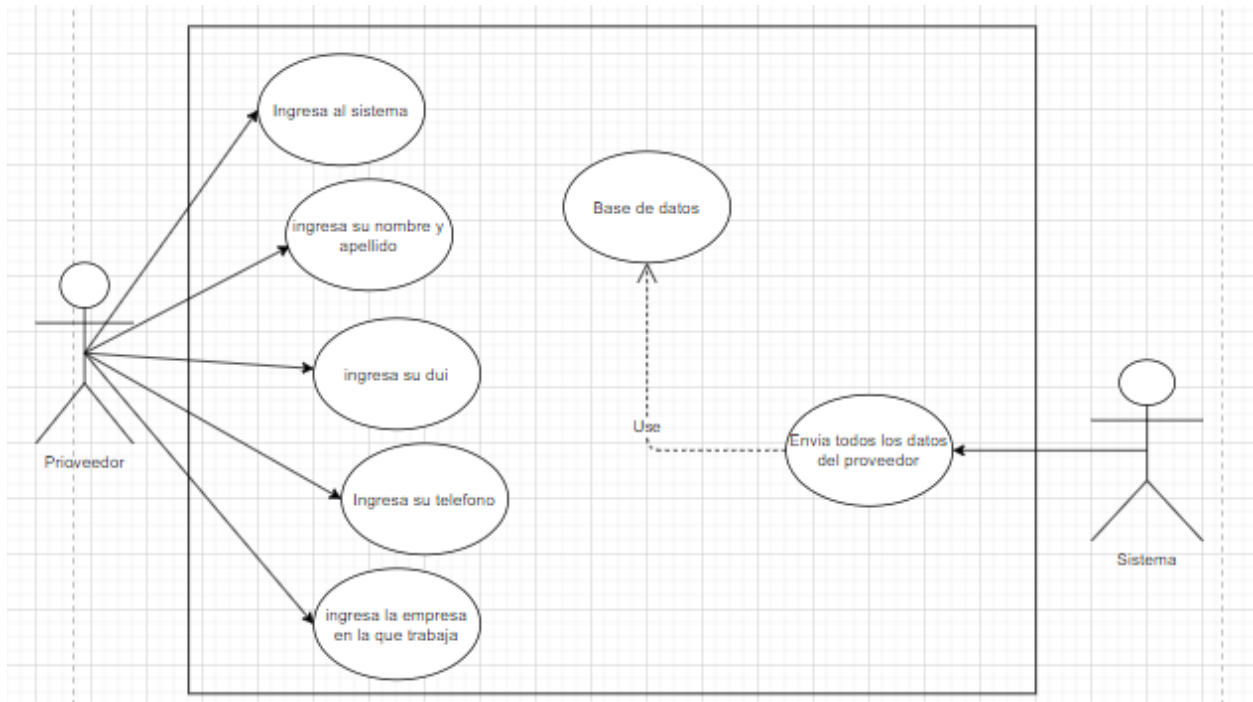 Ingresa al sistema
ingresa su nombre y
apellido
Base de datos
ingresa su dui
Use
Envia todos los datos
del proveedor
Prioveedor
Ingresa su telefono
Sistema
ingresa la empresa
en la que trabaja